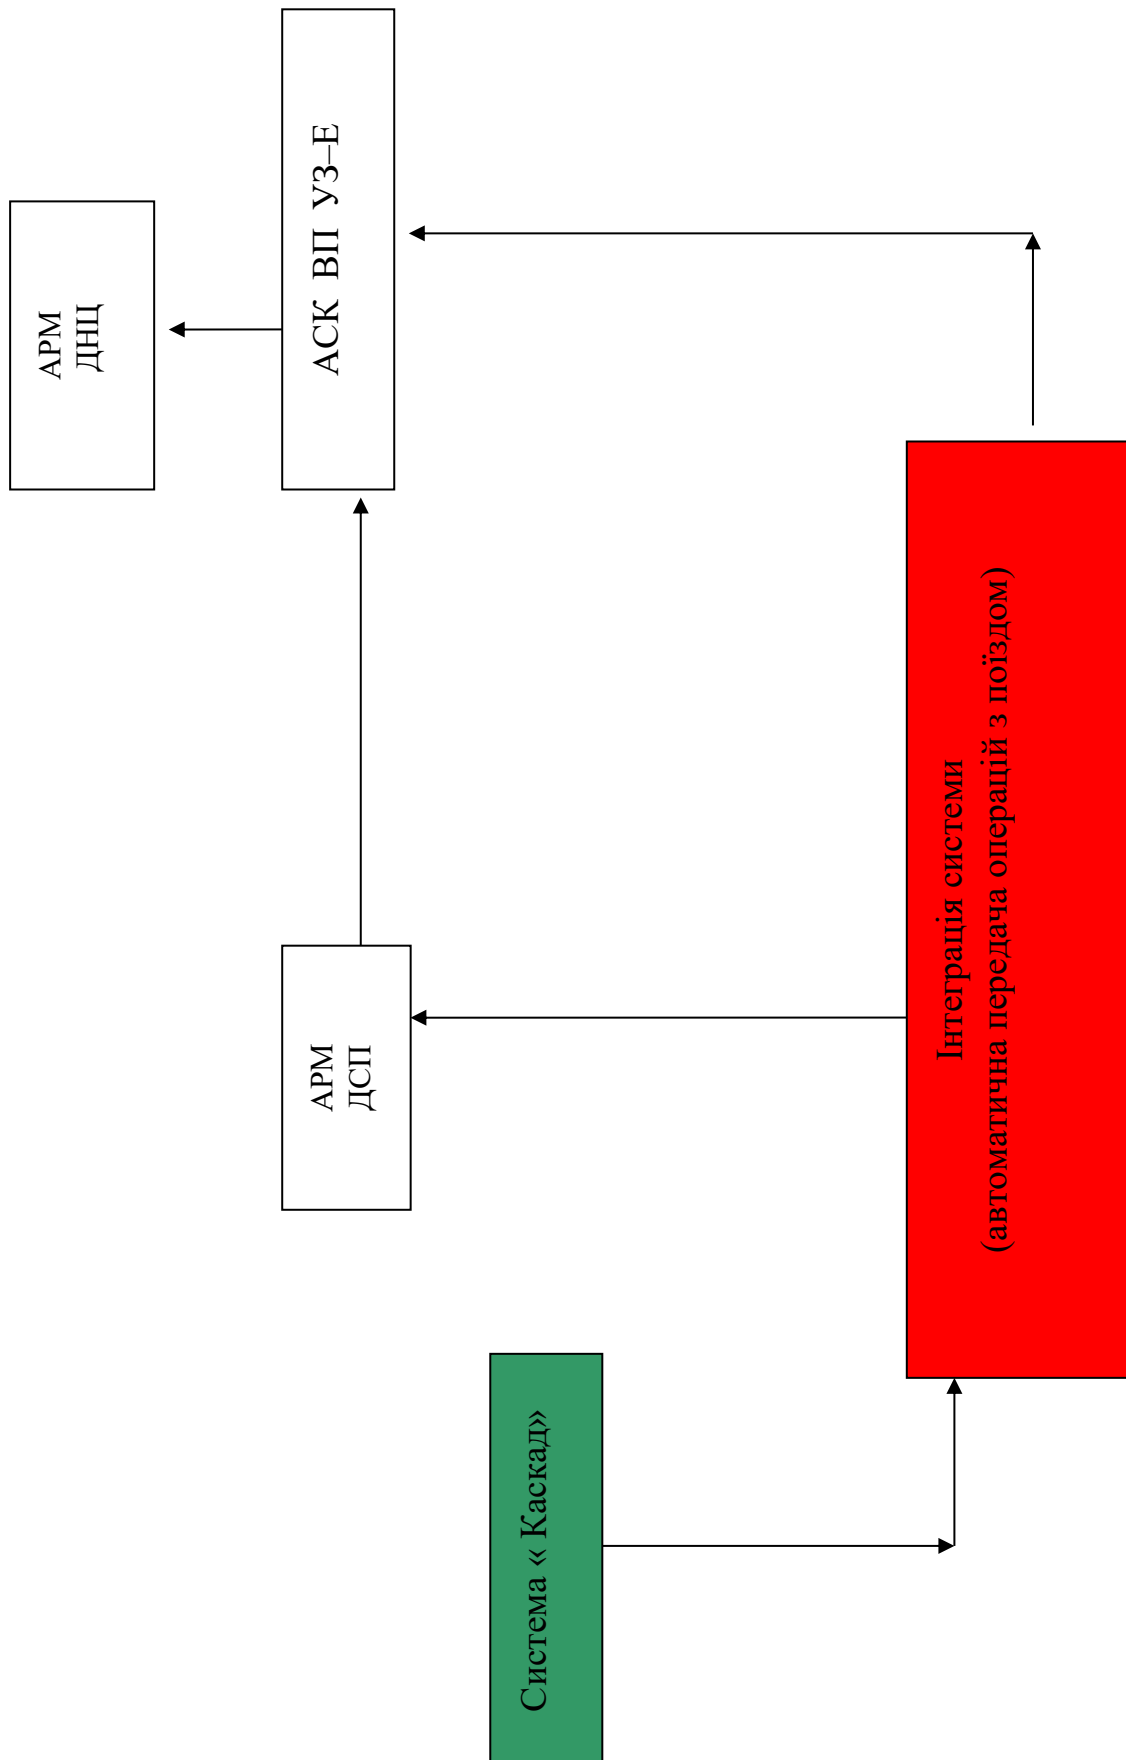 АРМ
ДНЦ
АСК ВП УЗ–Е
АРМ
ДСП
Інтеграція системи
(автоматична передача операцій з поїздом)
Система « Каскад»